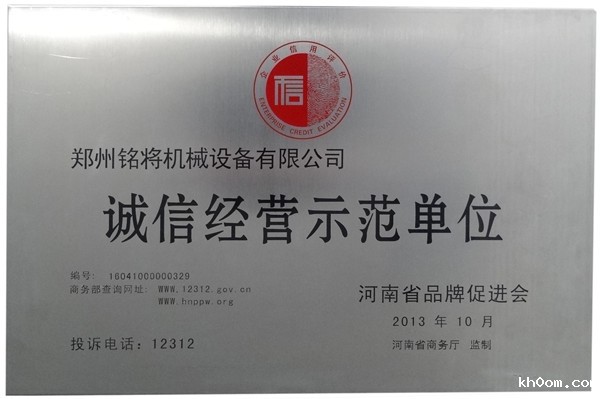 企业信用评价
信
ENTERPRISE CREDIT EVALUATION
郑州铭将机械设备有限公司
诚信经营示范单位
编号: 16041000000329
商务部查询网址: WWW.12312.gov.cn
WWW.hnppw.org
投诉电话: 12312
河南省品牌促进会
2013 年 10 月
河南省商务厅 监制
kh0om.com